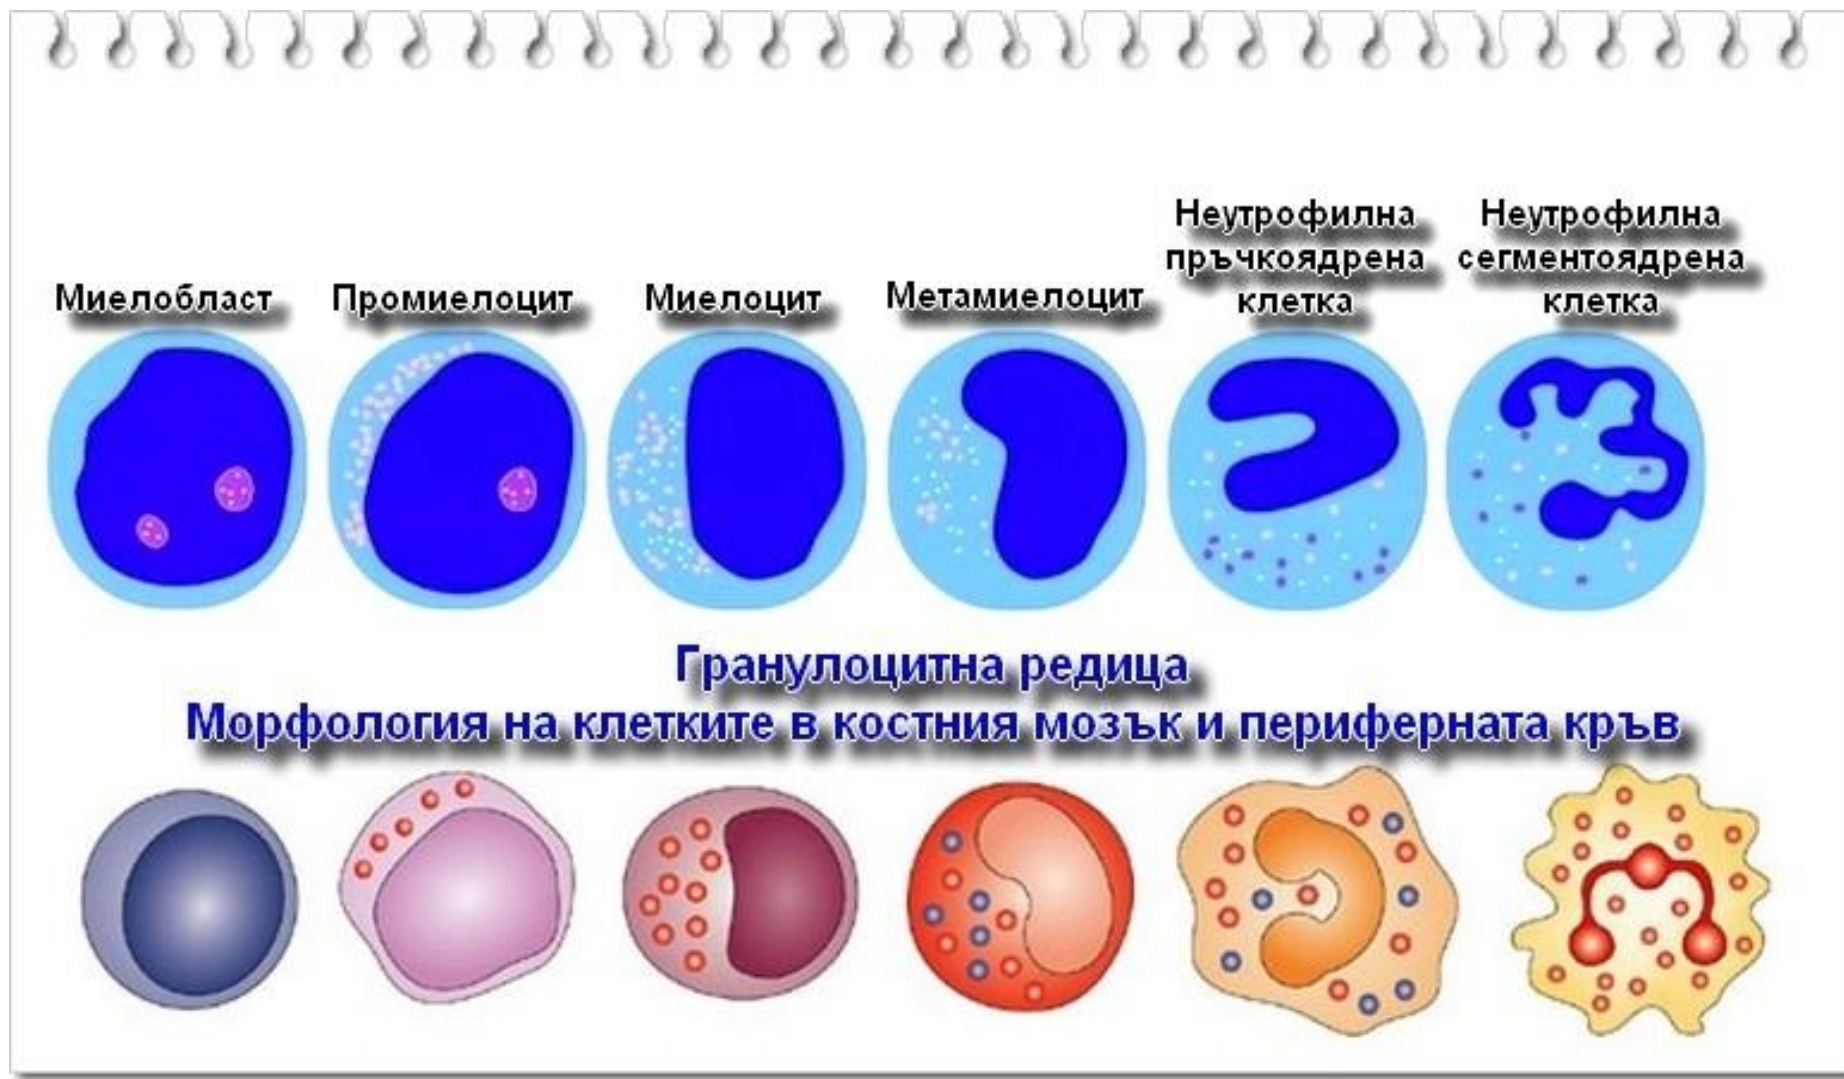 Миелобласт
Промиелоцит
Миелоцит
Метамиелоцит
Неутрофилна
пръчкоядрена
клетка
Неутрофилна
сегментоядрена
клетка
Гранулоцитна редица
Морфология на клетките в костния мозък и периферната кръв